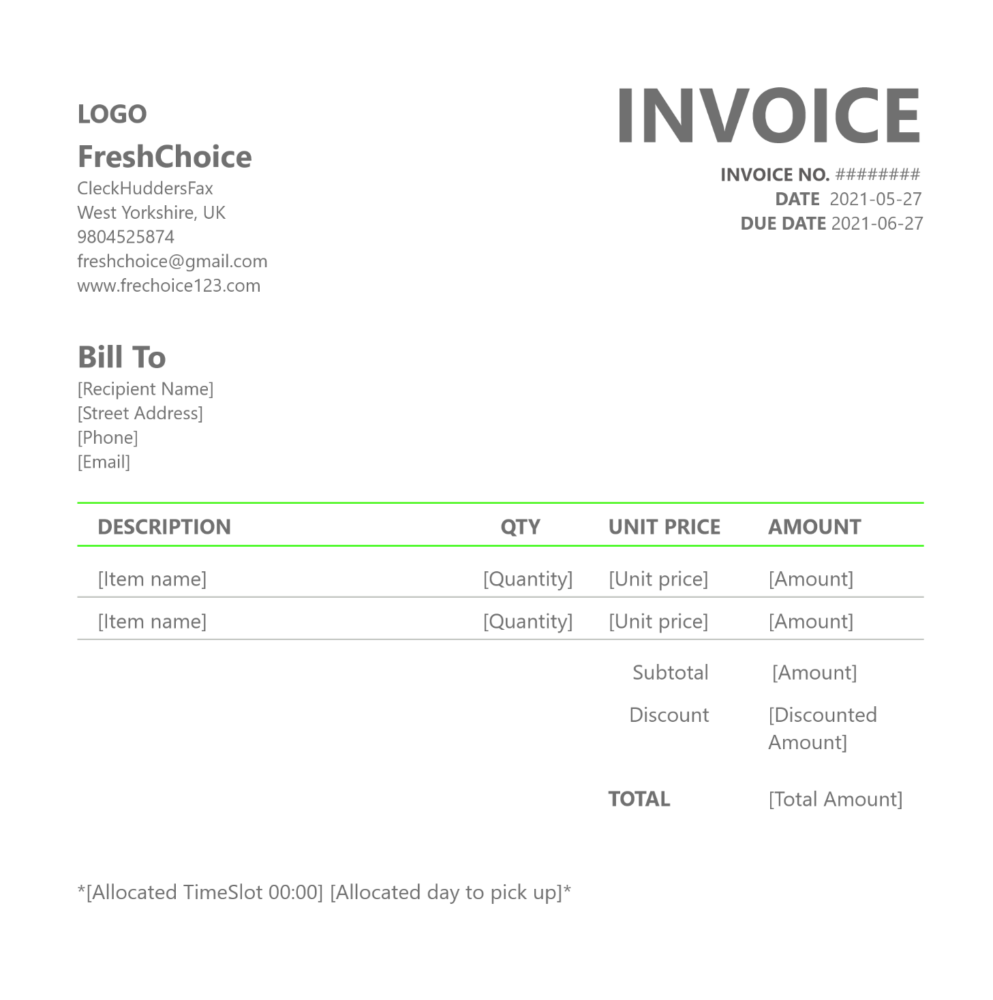 LOGO
INVOICE
FreshChoice
CleckHuddersFax
West Yorkshire, UK
9804525874
freshchoice@gmail.com
www.frechoice123.com
INVOICE NO. ########
DATE 2021-05-27
DUE DATE 2021-06-27
Bill To
[Recipient Name]
[Street Address]
[Phone]
[Email]
DESCRIPTION QTY UNIT PRICE AMOUNT
[Item name] [Quantity] [Unit price] [Amount]
[Item name] [Quantity] [Unit price] [Amount]
Subtotal [Amount]
Discount [Discounted
Amount]
TOTAL [Total Amount]
*[Allocated TimeSlot 00:00] [Allocated day to pick up]*